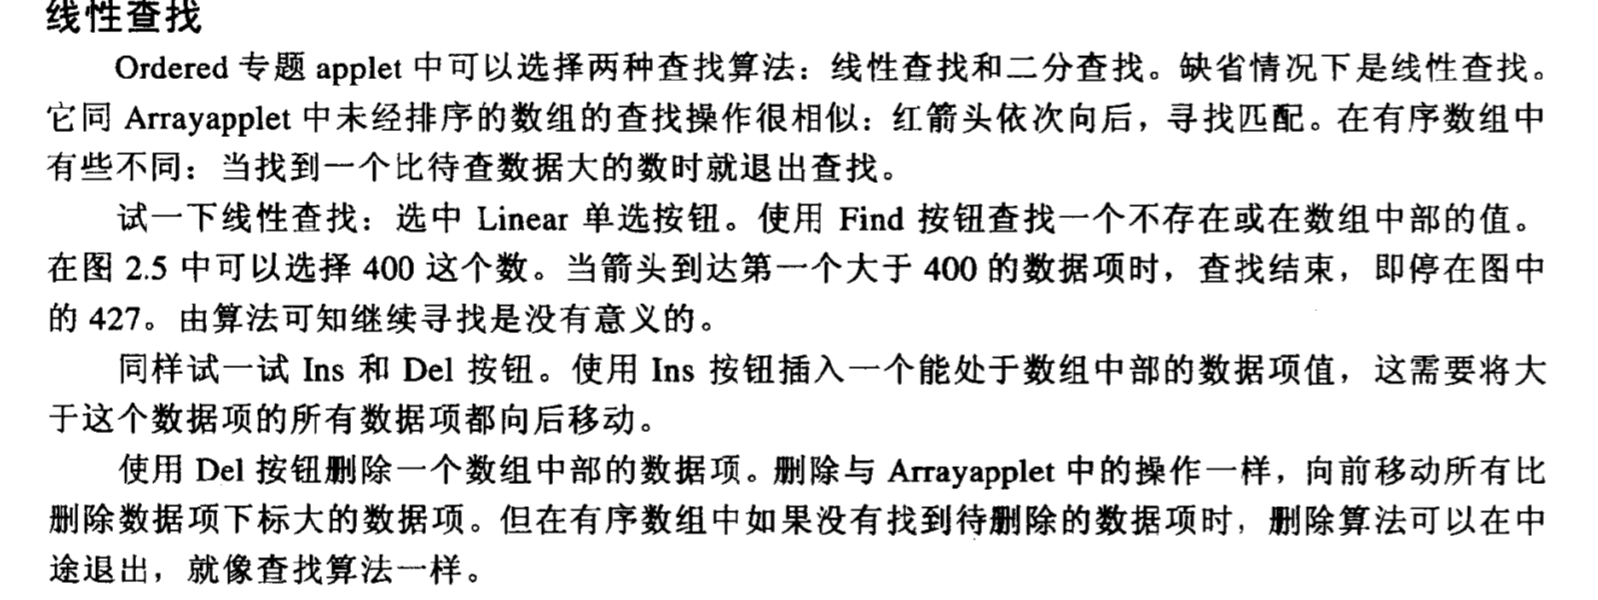 线性查找
Ordered 专题 applet 中可以选择两种查找算法：线性查找和二分查找。缺省情况下是线性查找。
它同 Arrayapplet 中未经排序的数组的查找操作很相似：红箭头依次向后，寻找匹配。在有序数组中
有些不同：当找到一个比待查数据大的数时就退出查找。
试一下线性查找：选中 Linear 单选按钮。使用 Find 按钮查找一个不存在或在数组中部的值。
在图 2.5 中可以选择 400 这个数。当箭头到达第一个大于 400 的数据项时，查找结束，即停在图中
的 427。由算法可知继续寻找是没有意义的。
同样试一试 Ins 和 Del 按钮。使用 Ins 按钮插入一个能处于数组中部的数据项值，这需要将大
于这个数据项的所有数据项都向后移动。
使用 Del 按钮删除一个数组中部的数据项。删除与 Arrayapplet 中的操作一样，向前移动所有比
删除数据项下标大的数据项。但在有序数组中如果没有找到待删除的数据项时，删除算法可以在中
途退出，就像查找算法一样。